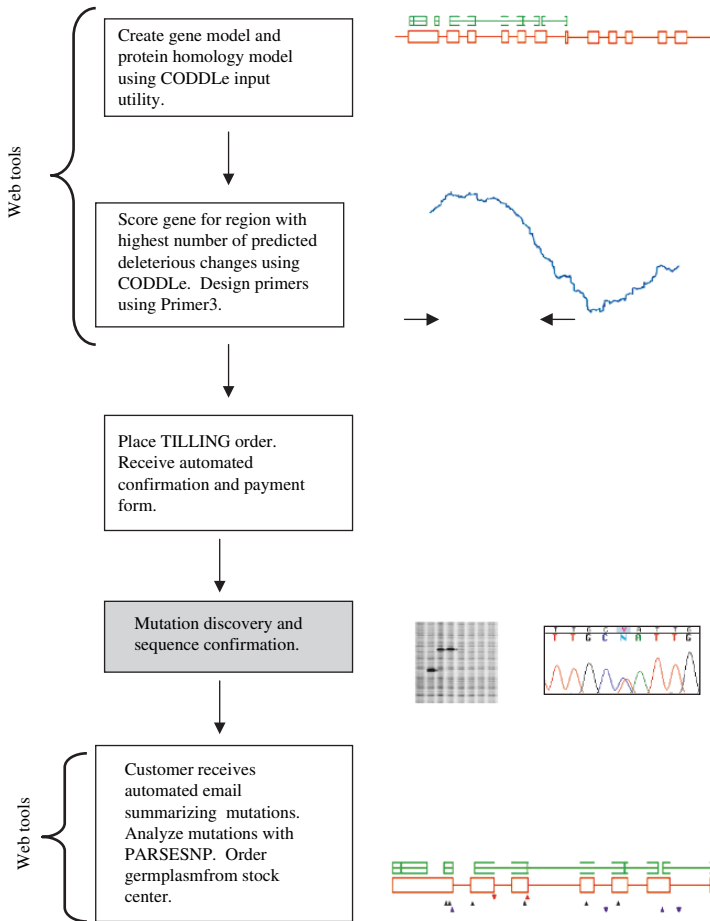 Create gene model and
protein homology model
using CODDLe input
utility.
Web tools
Score gene for region with
highest number of predicted
deleterious changes using
CODDLe. Design primers
using Primer3.
Place TILLING order.
Receive automated
confirmation and payment
form.
Mutation discovery and
sequence confirmation.
T T G C N A T T G
Customer receives
automated email
summarizing mutations.
Analyze mutations with
PARSESNP. Order
germplasmfrom stock
center.
Web tools